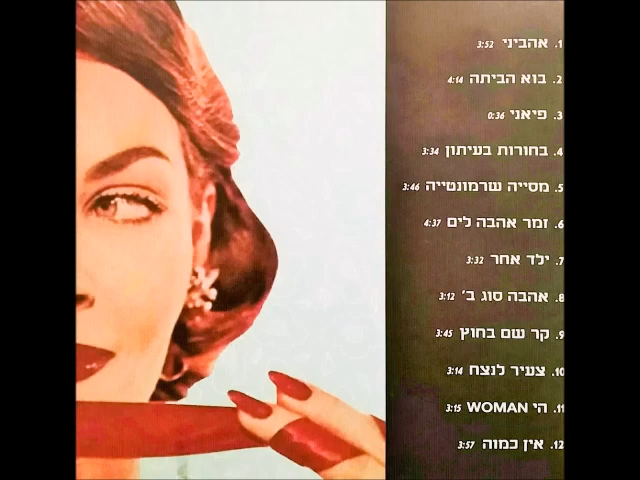 1. אהביני 3:52
2. בוא הביתה 4:14
3. פיאני 0:36
4. בחורות בעיתון 3:34
5. מסייה שרמונטייה 3:46
6. זמר אהבה לים 4:37
7. ילד אחר 3:32
8. אהבה סוג ב' 3:12
9. קר שם בחוץ 3:45
10. צעיר לנצח 3:14
11. הי WOMAN 3:15
12. אין כמוה 3:57